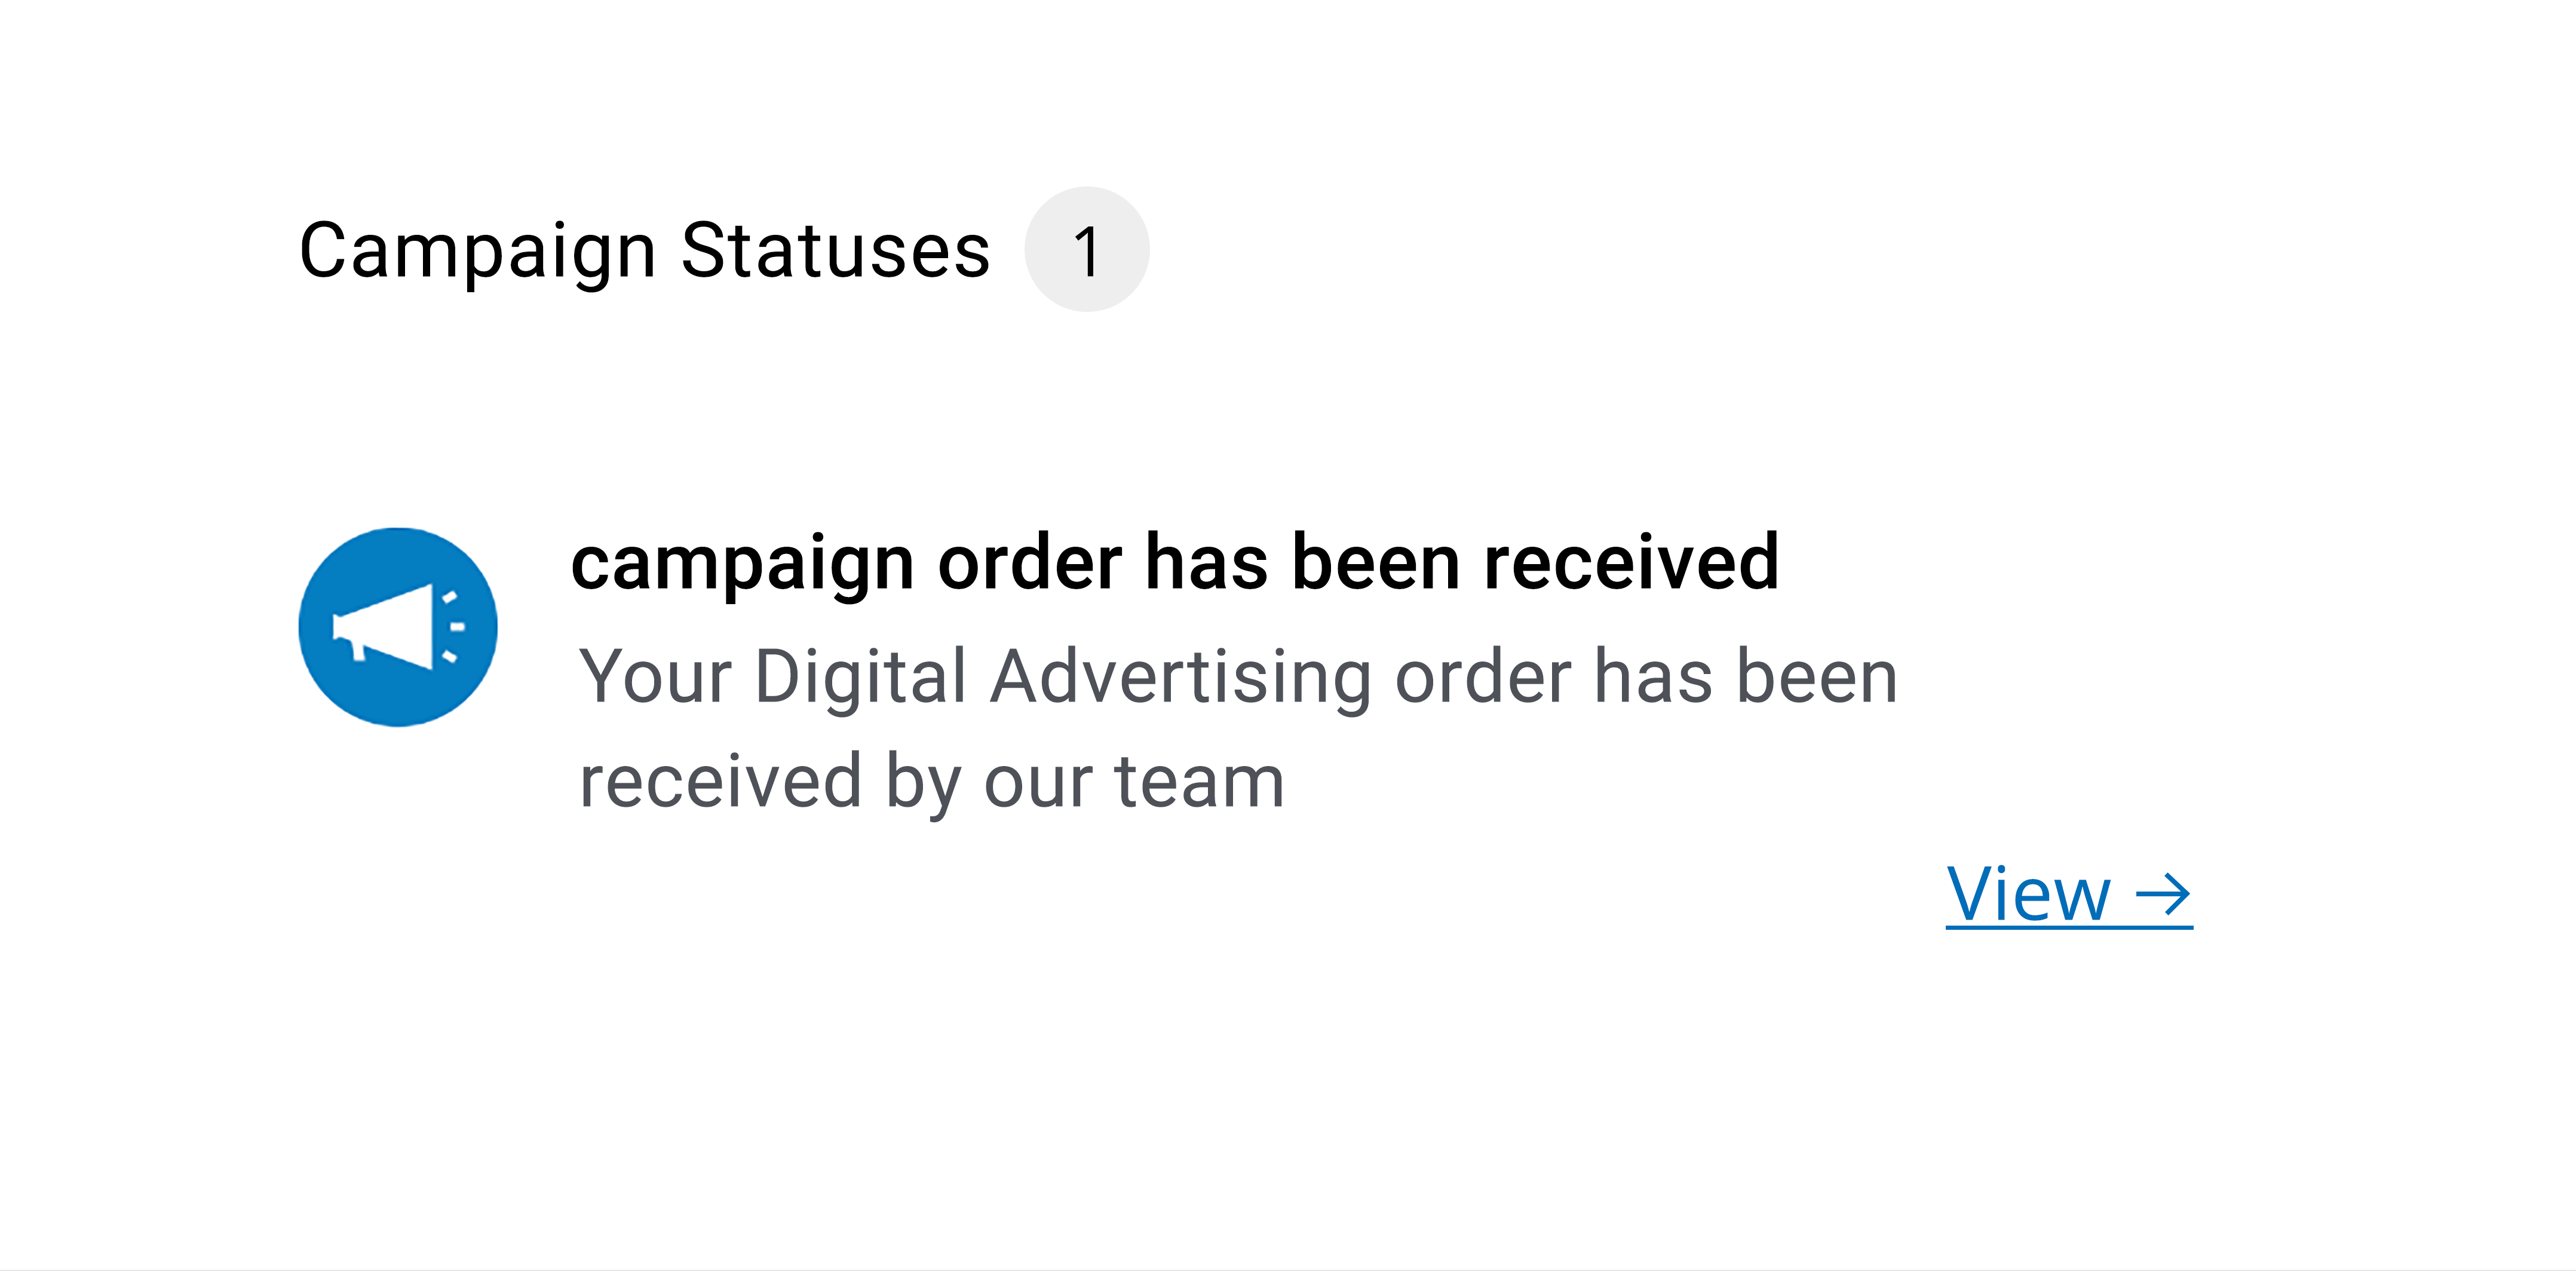 Campaign Statuses 1
campaign order has been received
Your Digital Advertising order has been
received by our team
View →